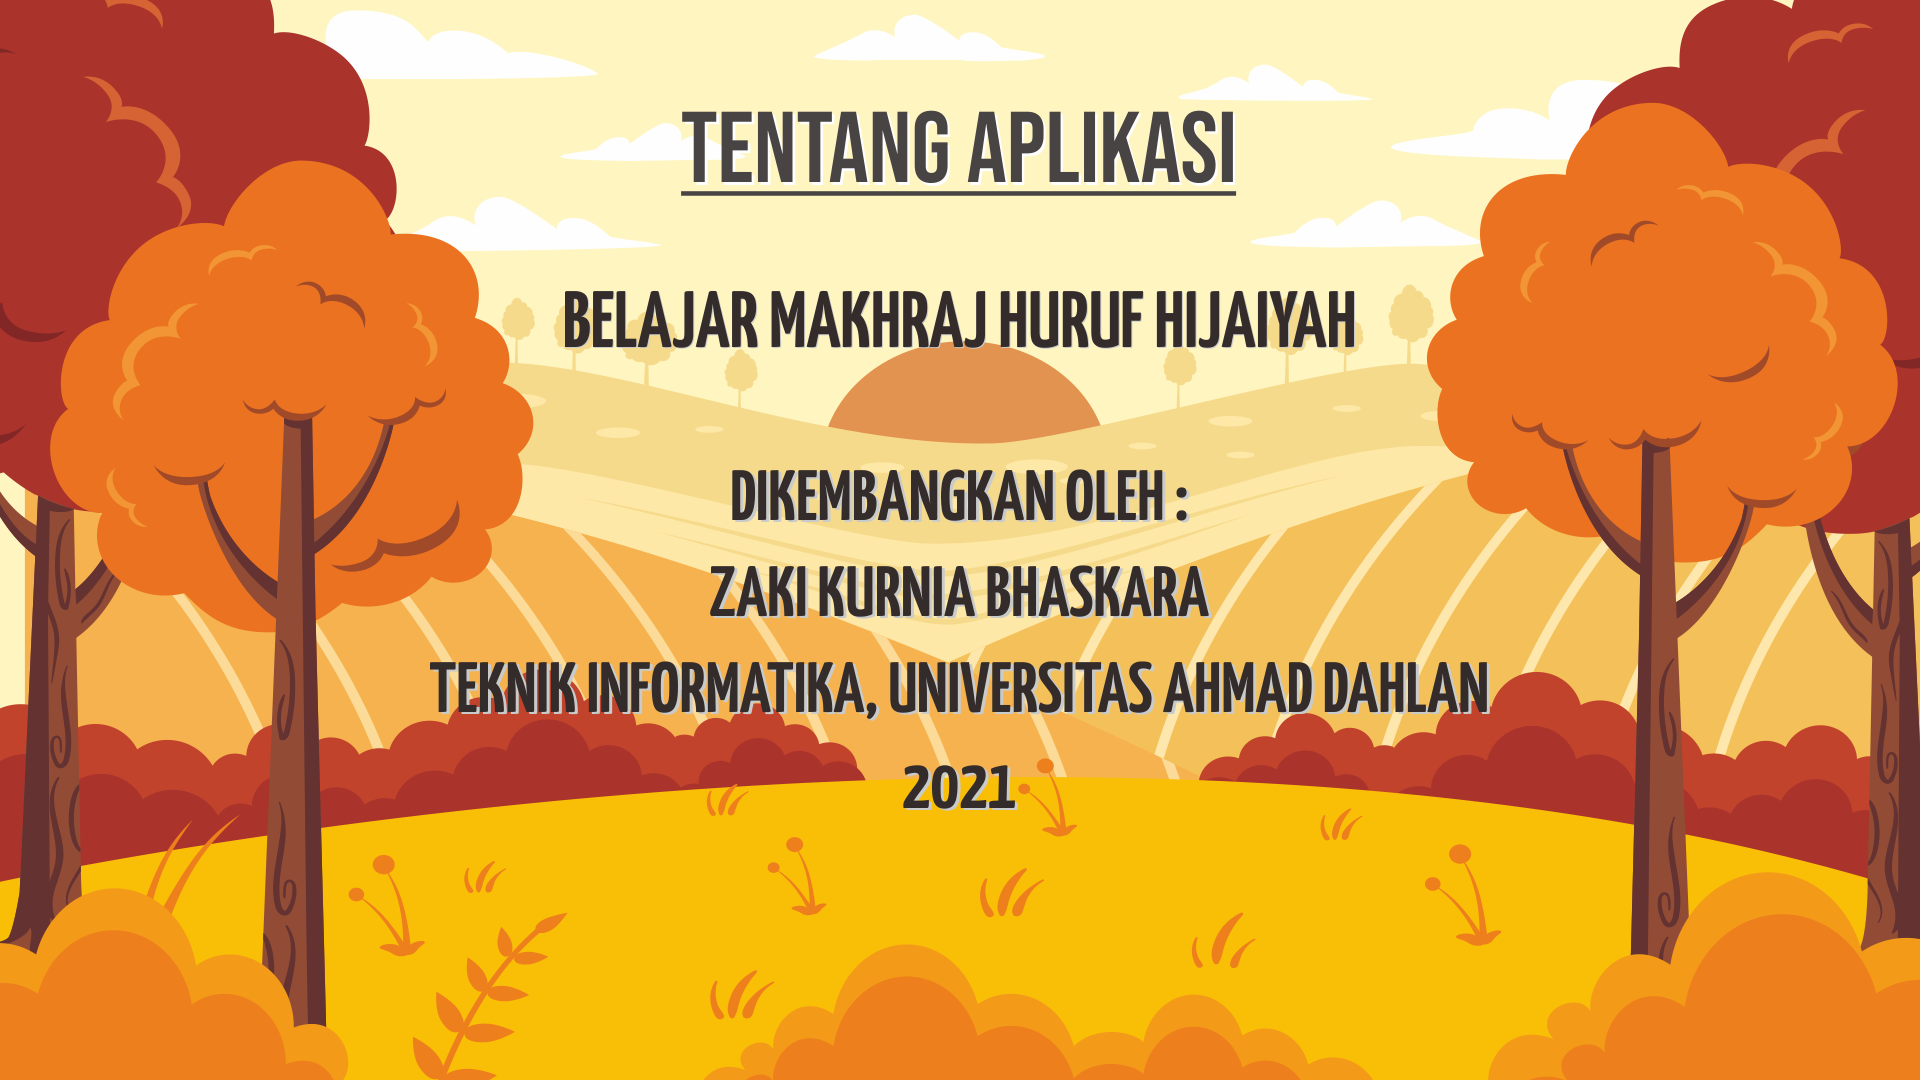 TENTANG APLIKASI
BELAJAR MAKHRAJ HURUF HIJAIYAH
DIKEMBANGKAN OLEH :
ZAKI KURNIA BHASKARA
TEKNIK INFORMATIKA, UNIVERSITAS AHMAD DAHLAN
2021